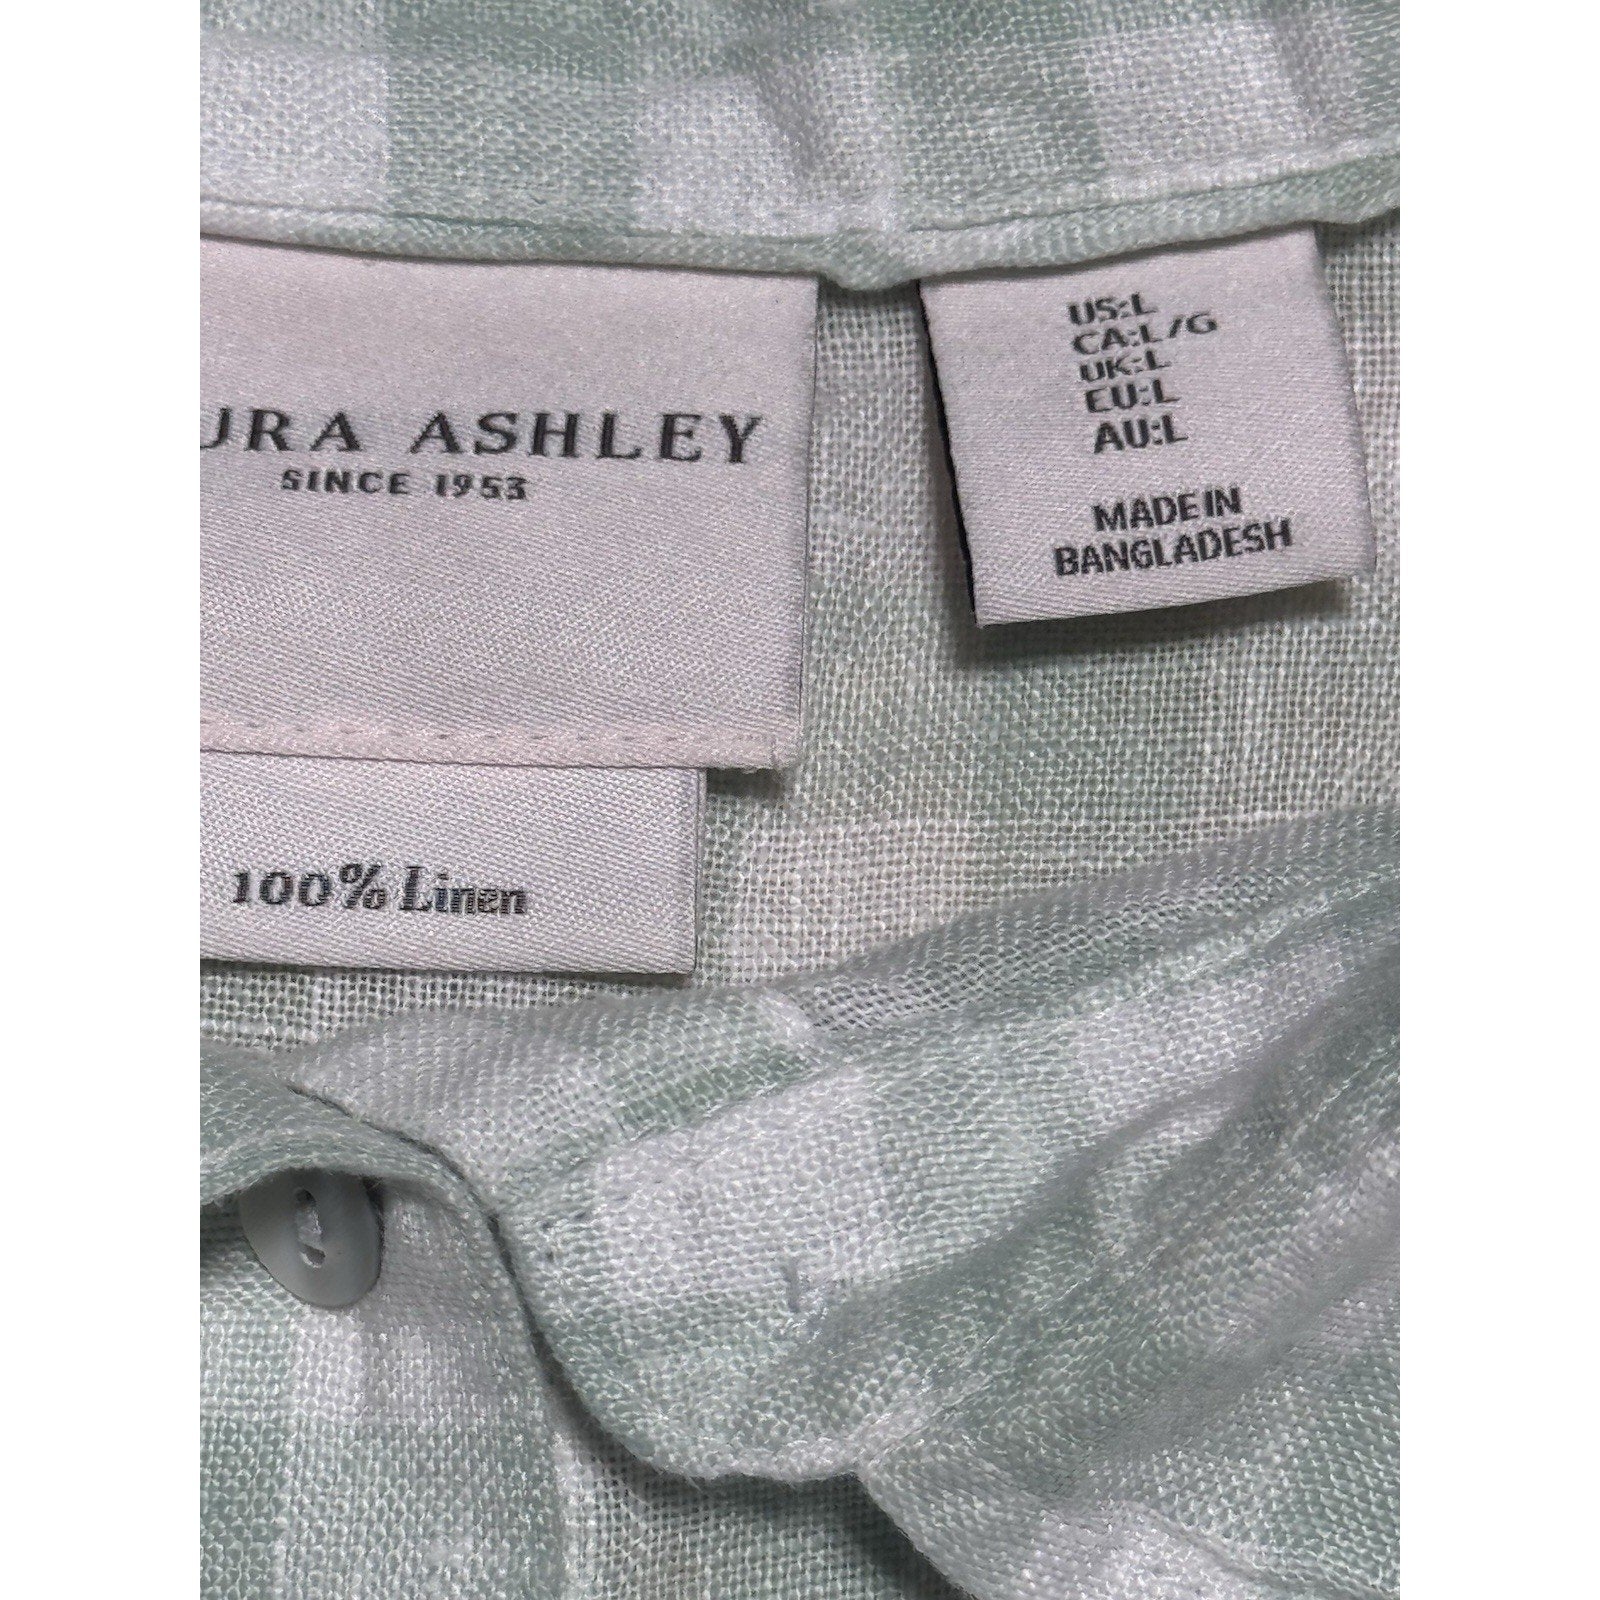 URA ASHLEY
SINCE 1953
100% Linen
US:L
CA:L/G
UK:L
EU:L
AU:L
MADE IN
BANGLADESH